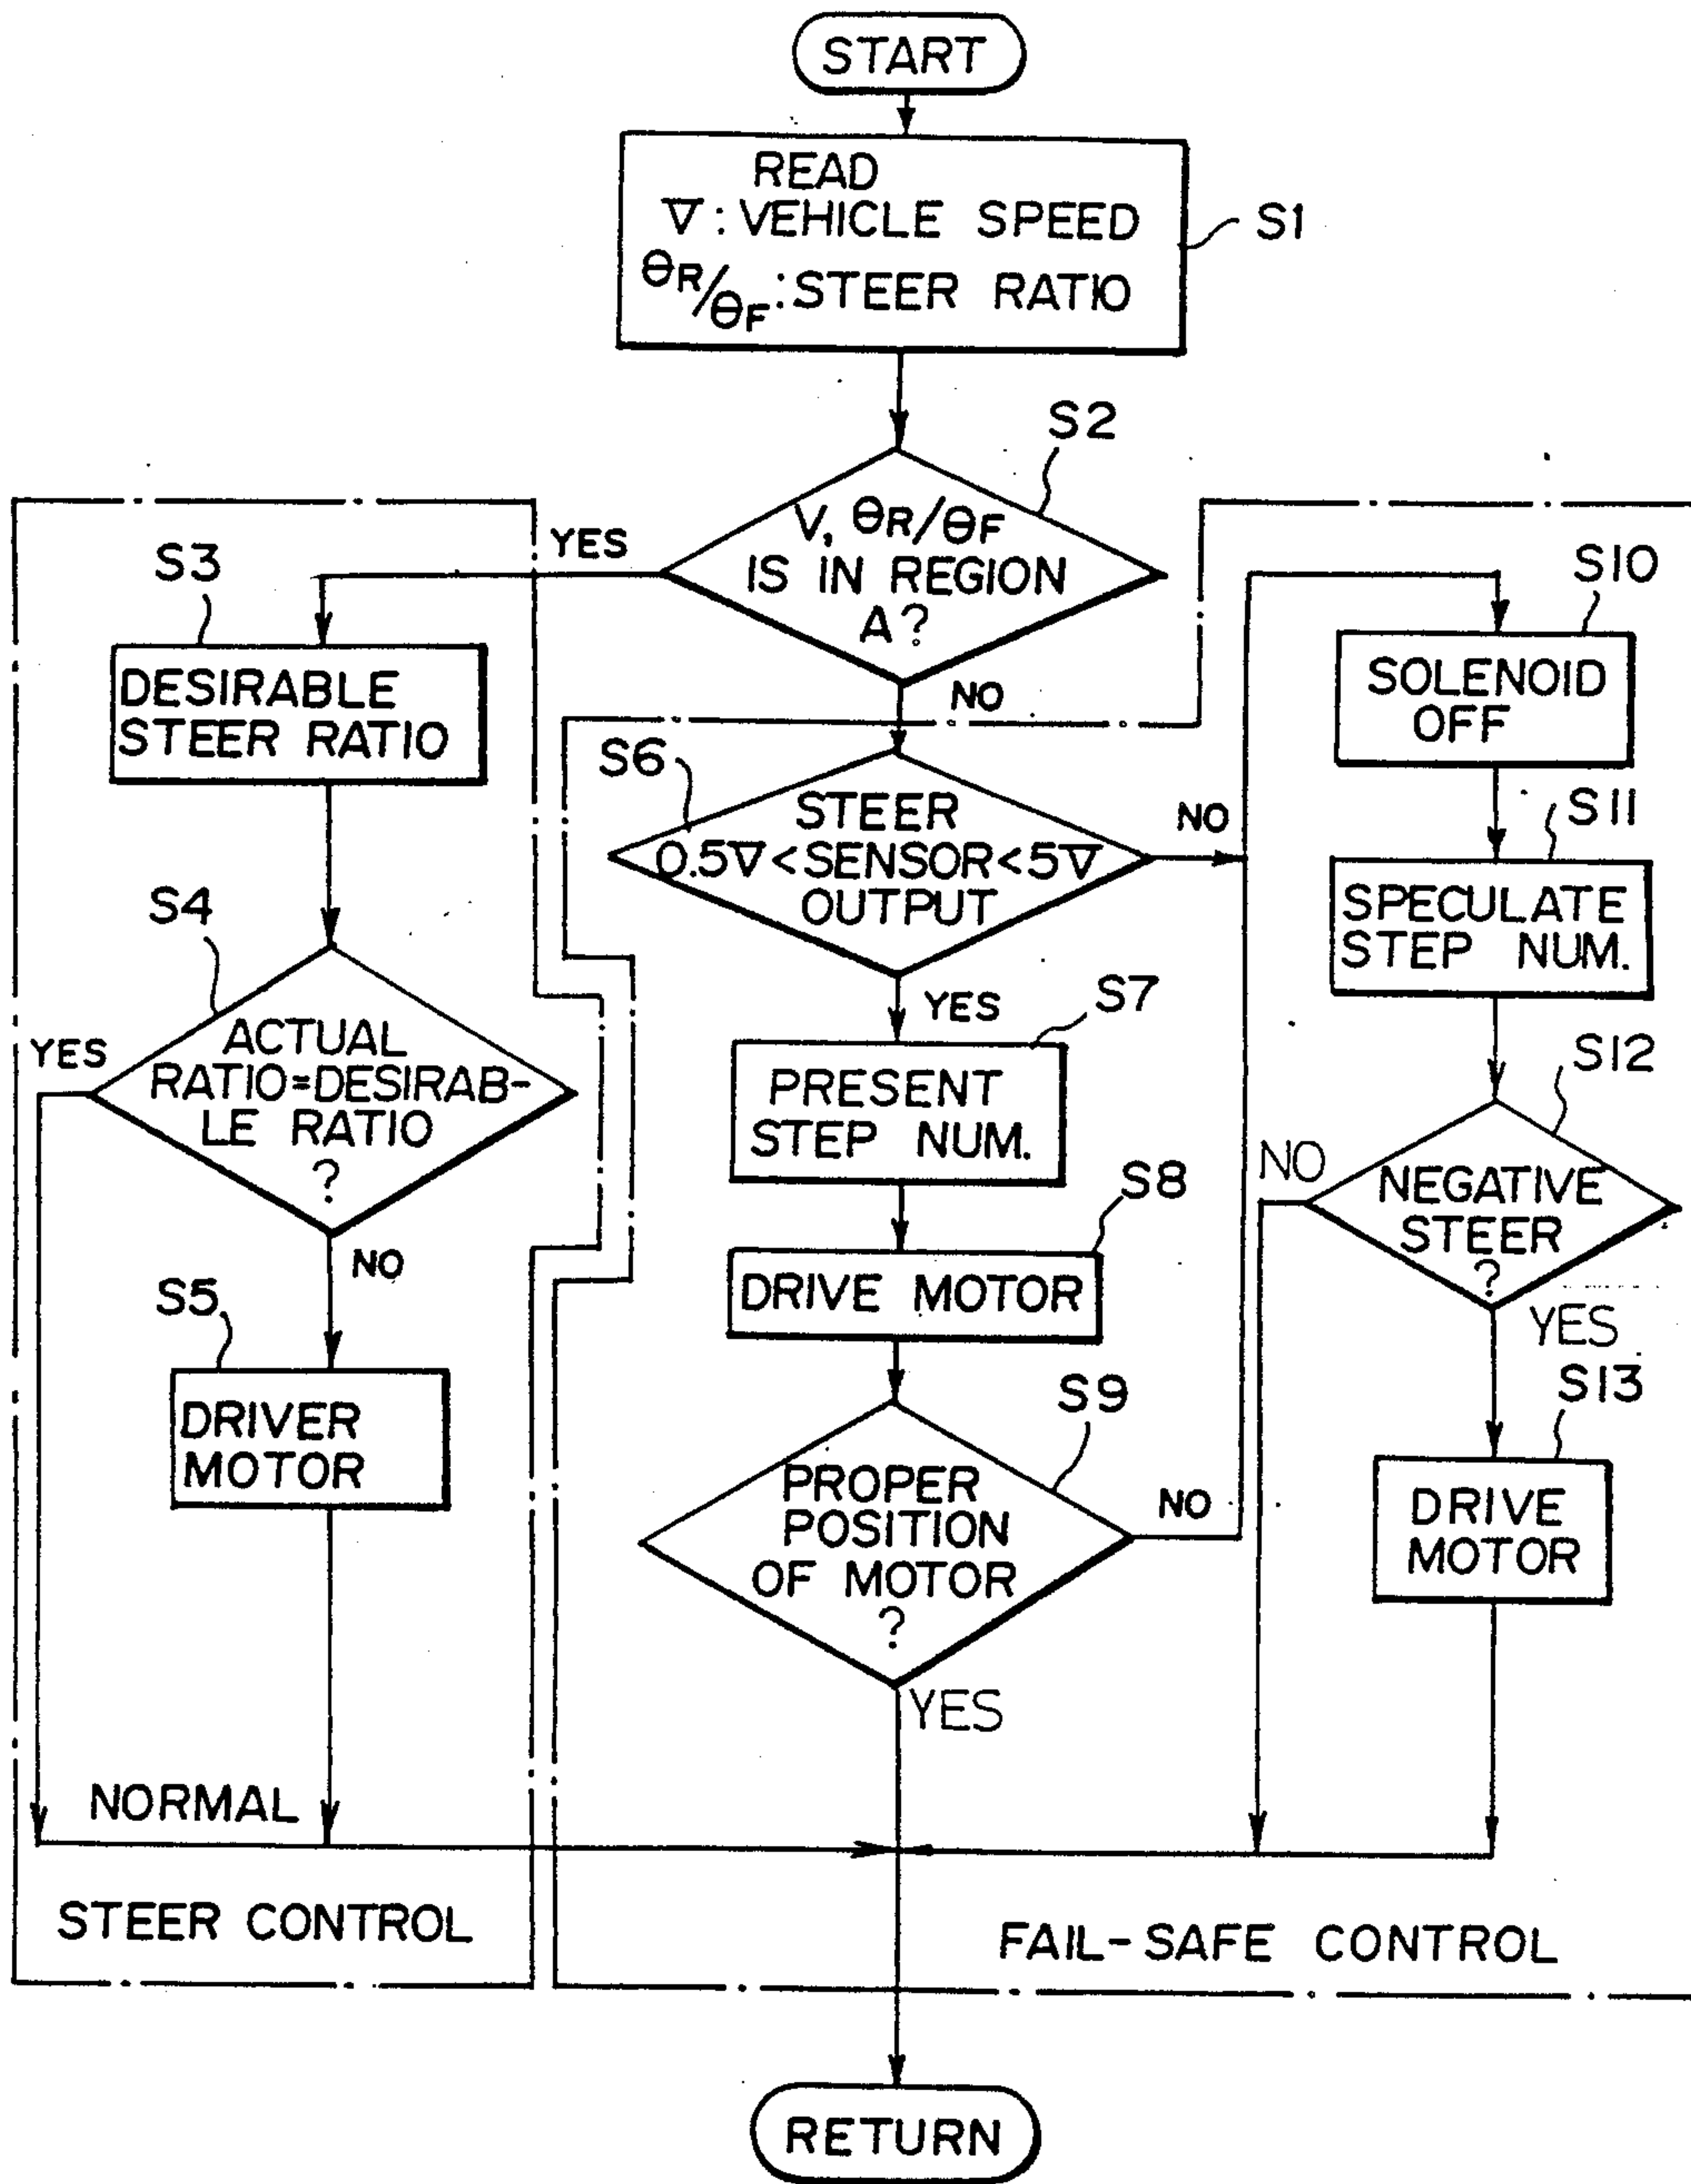 START
READ
V : VEHICLE SPEED
θR/θF : STEER RATIO
S1
S2
V, θR/θF
IS IN REGION
A?
YES
NO
S3
DESIRABLE
STEER RATIO
S4
ACTUAL
RATIO=DESIRAB-
LE RATIO
?
YES
NO
S5
DRIVER
MOTOR
NORMAL
STEER CONTROL
S6
STEER
0.5V<SENSOR<5V
OUTPUT
NO
YES
S7
PRESENT
STEP NUM.
S8
DRIVE MOTOR
S9
PROPER
POSITION
OF MOTOR
?
NO
YES
S10
SOLENOID
OFF
S11
SPECULATE
STEP NUM.
S12
NEGATIVE
STEER
?
NO
YES
S13
DRIVE
MOTOR
FAIL-SAFE CONTROL
RETURN